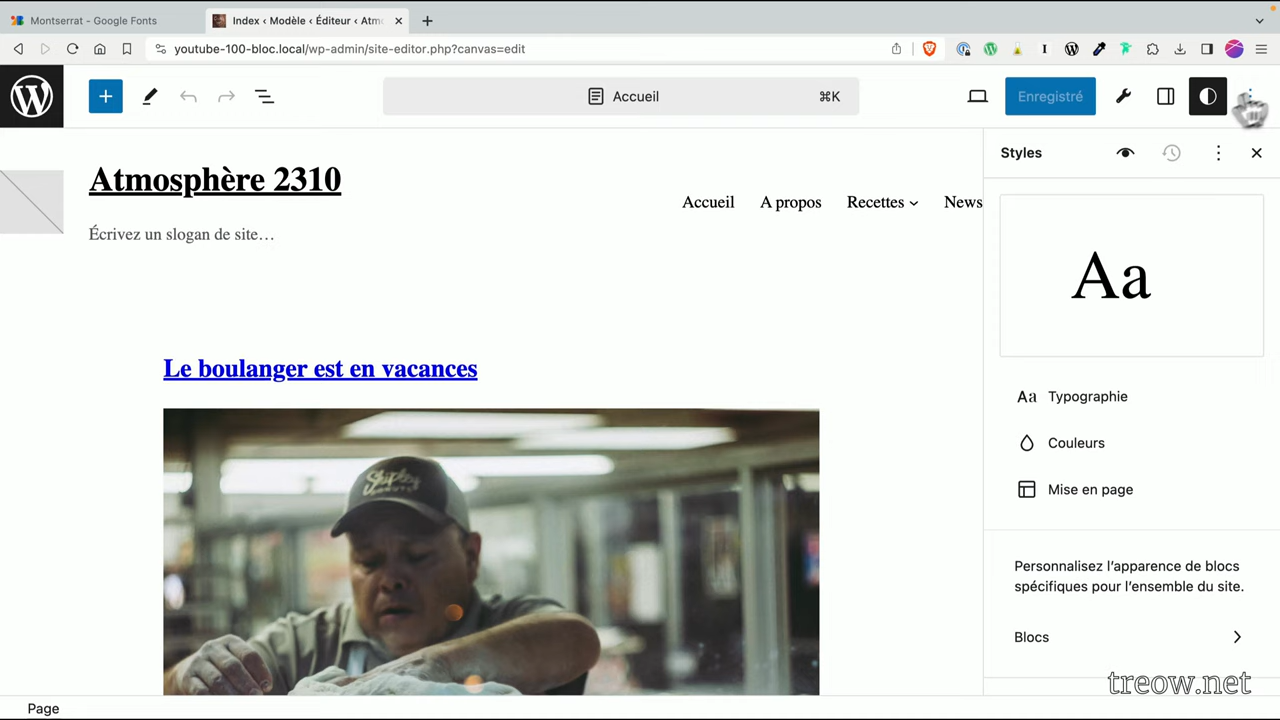 Montserrat - Google Fonts
Index ‹ Modèle ‹ Éditeur ‹ Atm
youtube-100-bloc.local/wp-admin/site-editor.php?canvas=edit
Accueil
⌘K
Enregistré
Styles
Atmosphère 2310
Écrivez un slogan de site…
Accueil
A propos
Recettes
News
Aa
Le boulanger est en vacances
Shipley
Aa Typographie
Couleurs
Mise en page
Personnalisez l’apparence de blocs
spécifiques pour l’ensemble du site.
Blocs
treow.net
Page